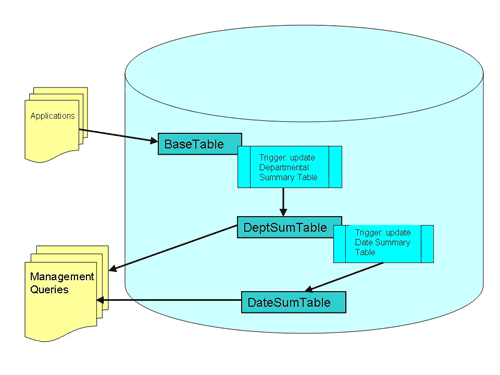 Applications
BaseTable
Trigger: update
Departmental
Summary Table
DeptSumTable
Trigger: update
Date Summary
Table
Management
Queries
DateSumTable